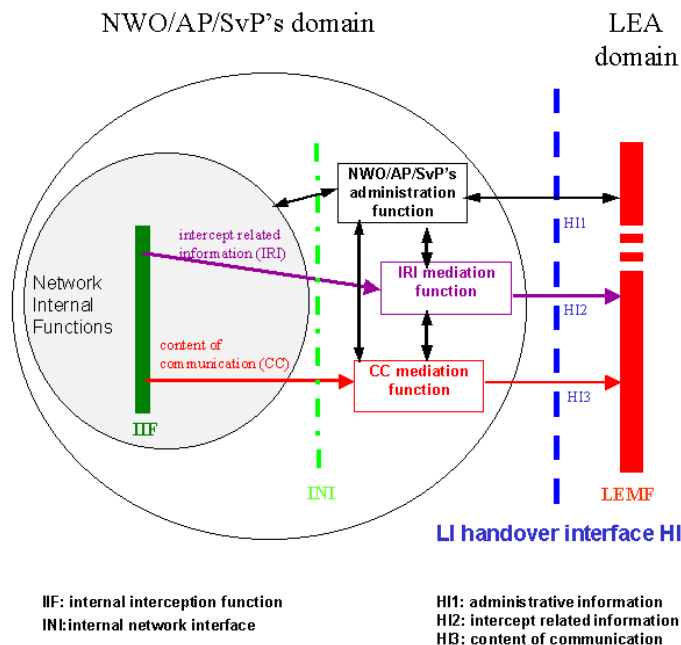 NWO/AP/SvP's domain
LEA
domain
NWO/AP/SvP's
administration
function
HI1
intercept related
information (IRI)
IRI mediation
function
HI2
Network
Internal
Functions
content of
communication (CC)
CC mediation
function
HI3
IIF
INI
LEMF
LI handover interface HI
IIF: internal interception function
INI:internal network interface
HI1: administrative information
HI2: intercept related information
HI3: content of communication